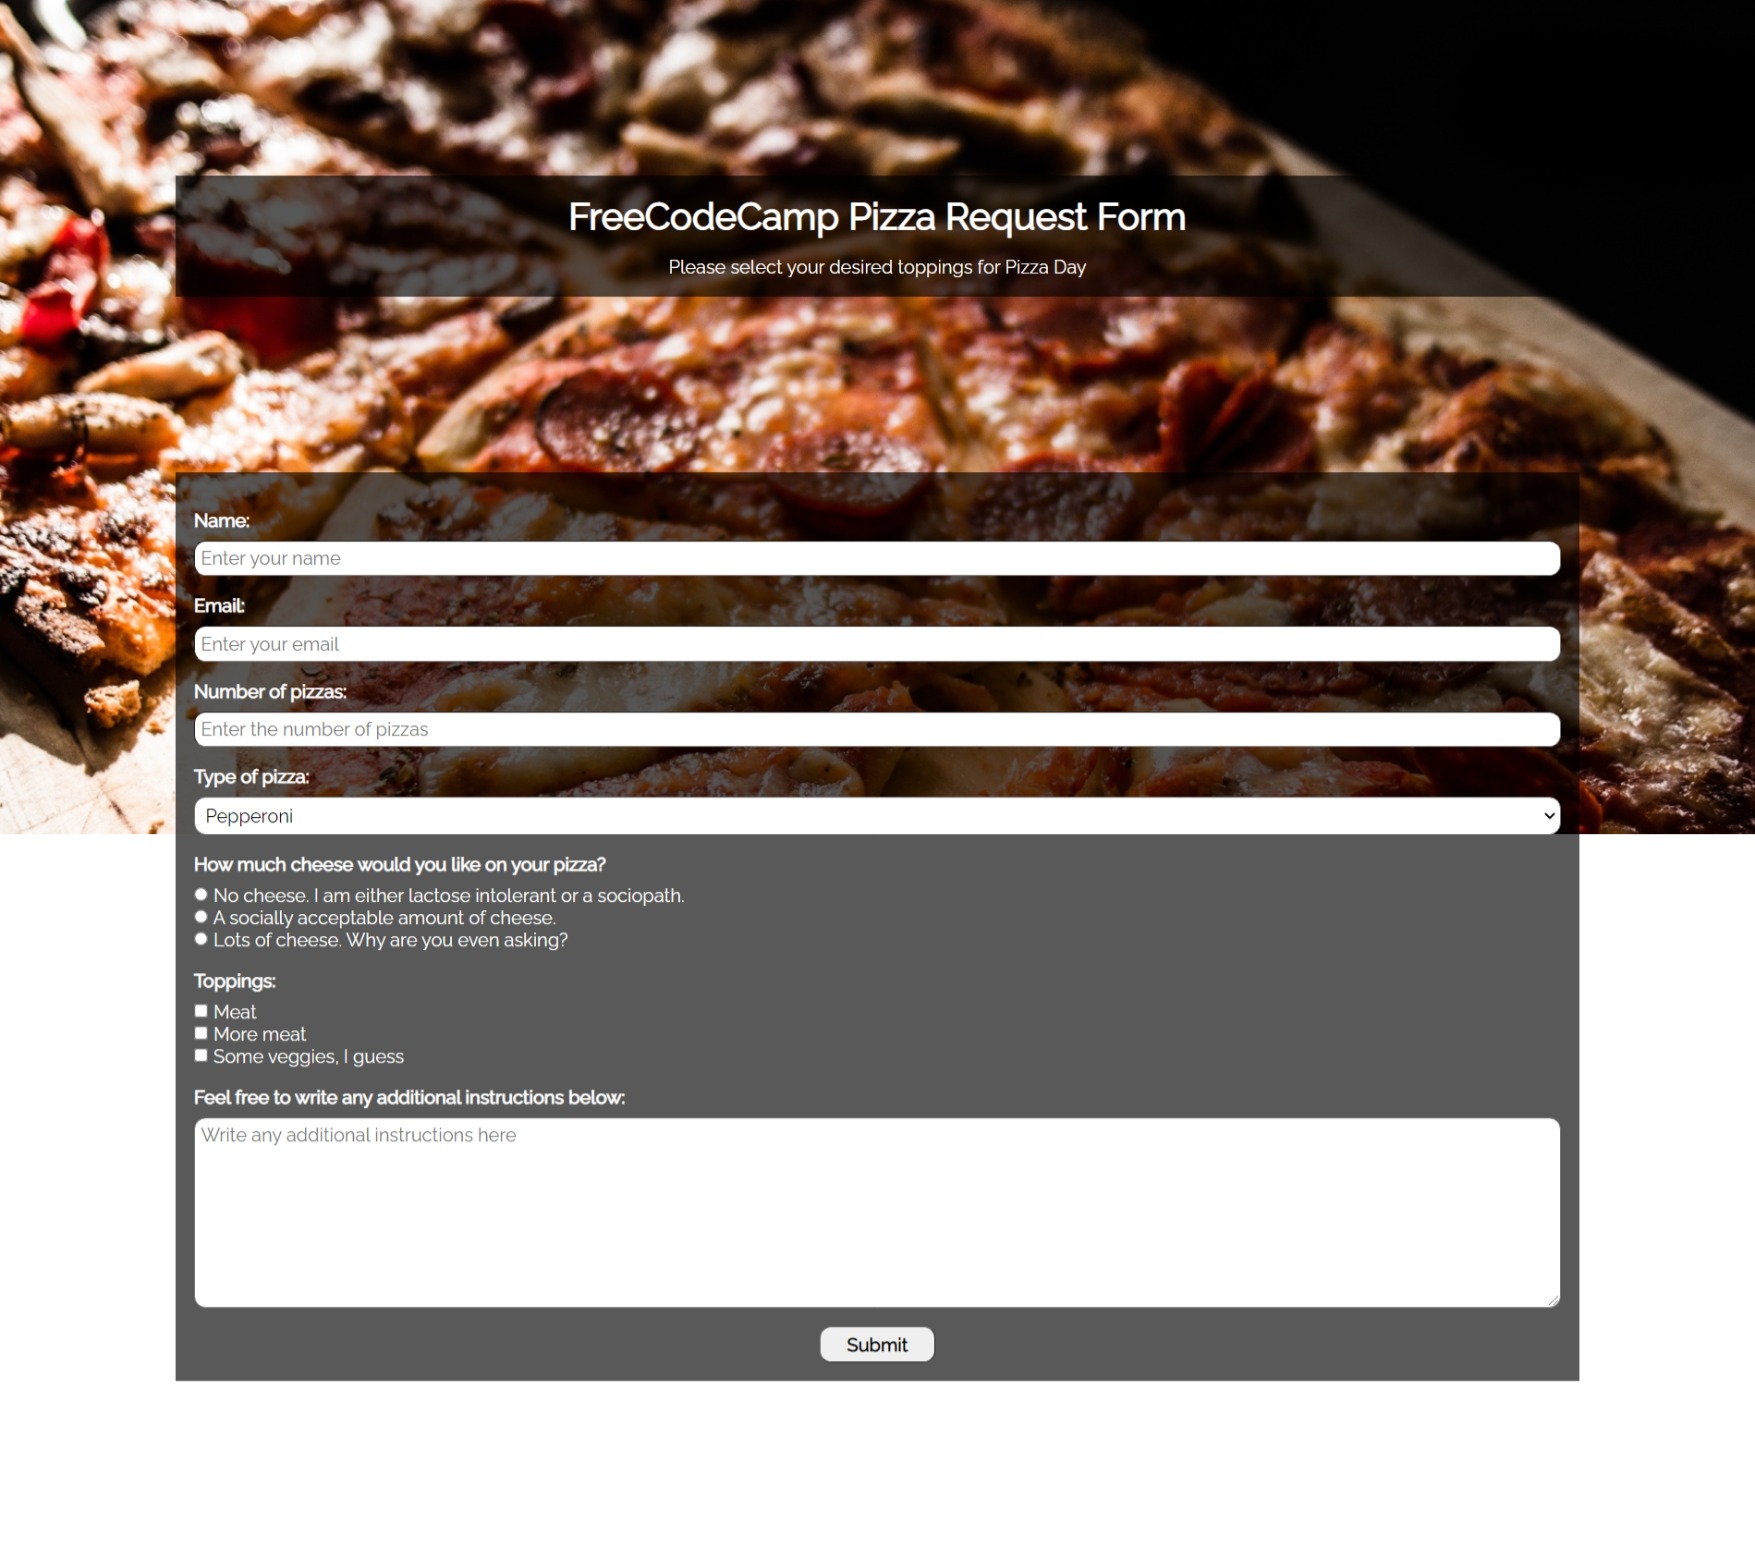 FreeCodeCamp Pizza Request Form
Please select your desired toppings for Pizza Day
Name:
Enter your name
Email:
Enter your email
Number of pizzas:
Enter the number of pizzas
Type of pizza:
Pepperoni
How much cheese would you like on your pizza?
No cheese. I am either lactose intolerant or a sociopath.
A socially acceptable amount of cheese.
Lots of cheese. Why are you even asking?
Toppings:
Meat
More meat
Some veggies, I guess
Feel free to write any additional instructions below:
Write any additional instructions here
Submit